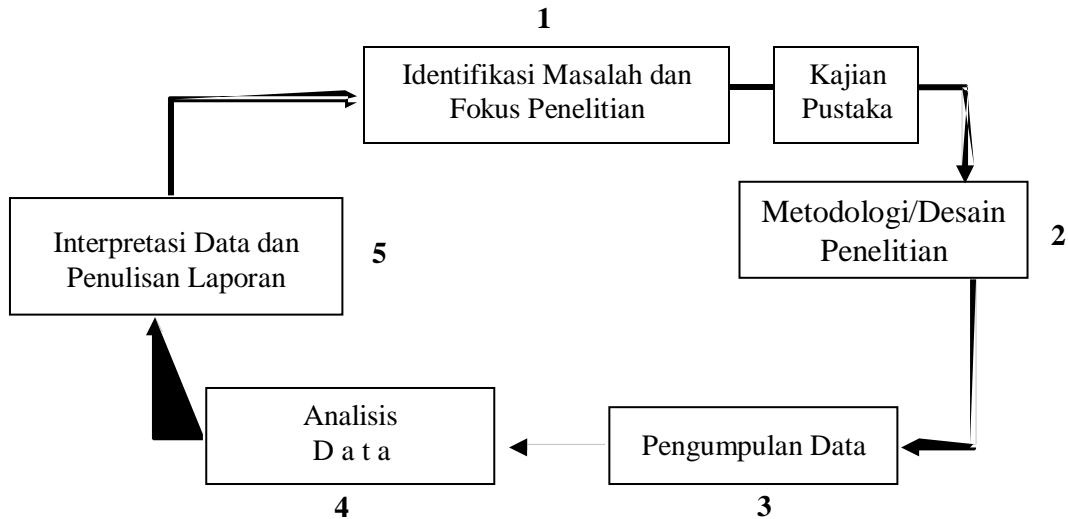 1
Identifikasi Masalah dan
Fokus Penelitian
Kajian
Pustaka
Metodologi/Desain
Penelitian
2
Pengumpulan Data
3
Analisis
D a t a
4
Interpretasi Data dan
Penulisan Laporan
5